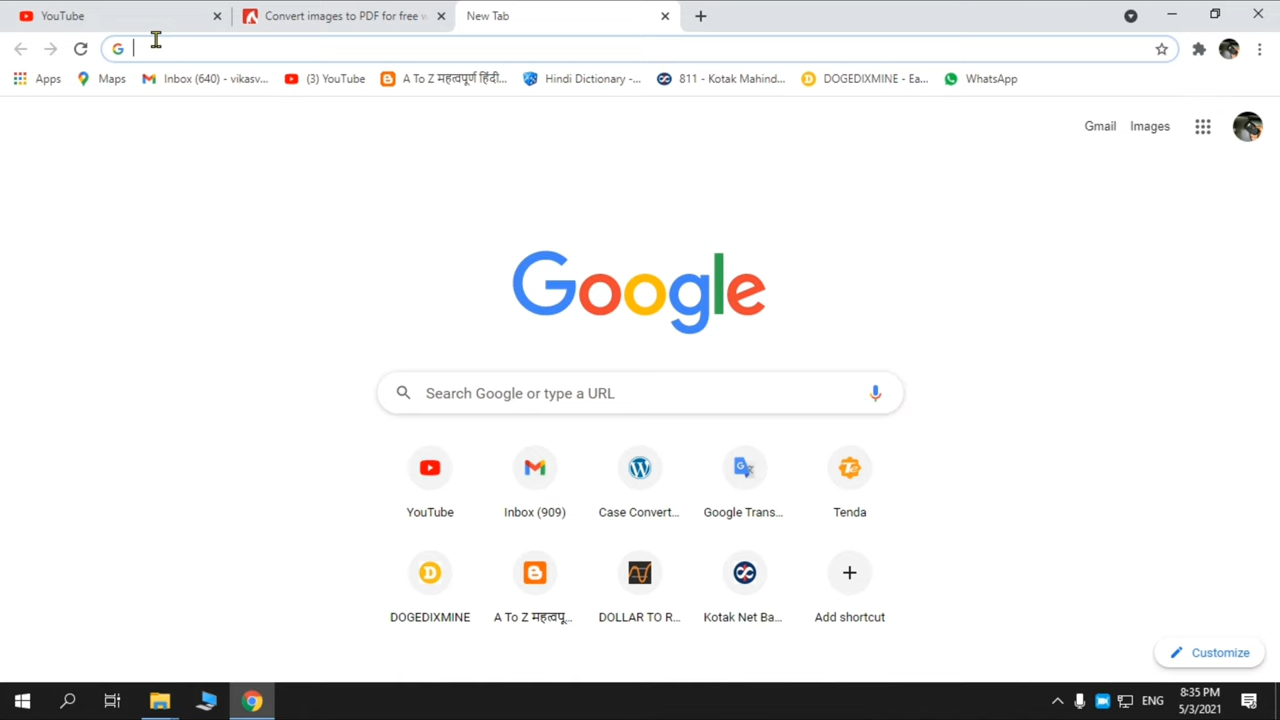 YouTube
Convert images to PDF for free w
New Tab
Apps
Maps
Inbox (640) - vikasv...
(3) YouTube
A To Z महत्वपूर्ण हिंदी...
Hindi Dictionary -...
811 - Kotak Mahind...
DOGEDIXMINE - Ea...
WhatsApp
Gmail
Images
Google
Search Google or type a URL
YouTube
Inbox (909)
Case Convert...
Google Trans...
Tenda
DOGEDIXMINE
A To Z महत्वपू...
DOLLAR TO R...
Kotak Net Ba...
Add shortcut
Customize
ENG
8:35 PM
5/3/2021